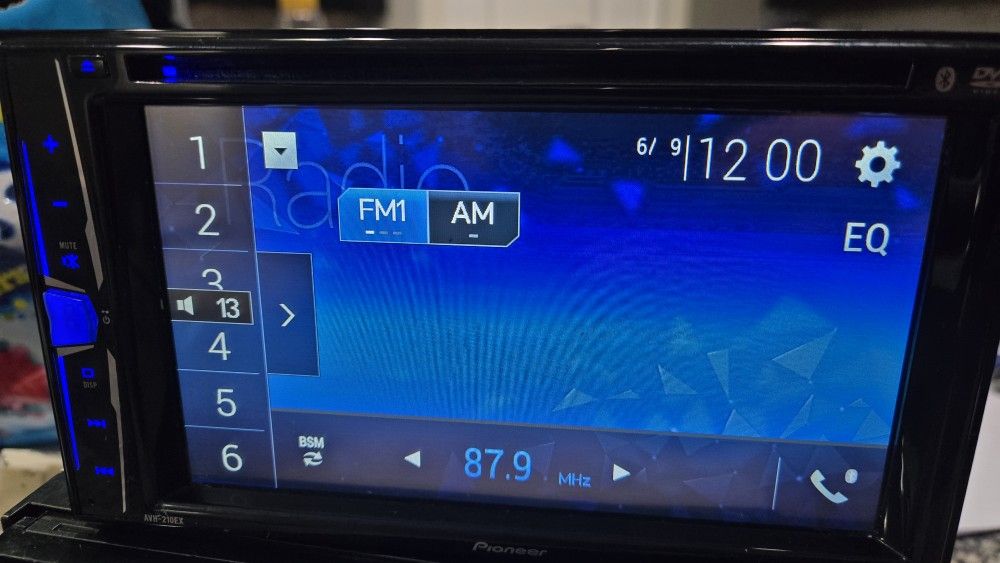 1
2
3
4
5
6
Radio
6/ 9 12 00
FM1 AM
EQ
13
BSM
87.9 MHz
MUTE
DISP
AVH-210EX
Pioneer